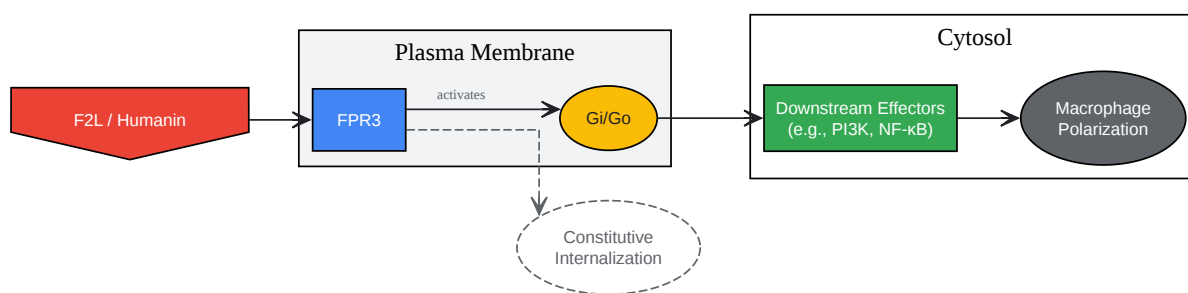 Plasma Membrane
Cytosol
F2L / Humanin
FPR3
activates
Gi/Go
Downstream Effectors
(e.g., PI3K, NF-κB)
Macrophage
Polarization
Constitutive
Internalization